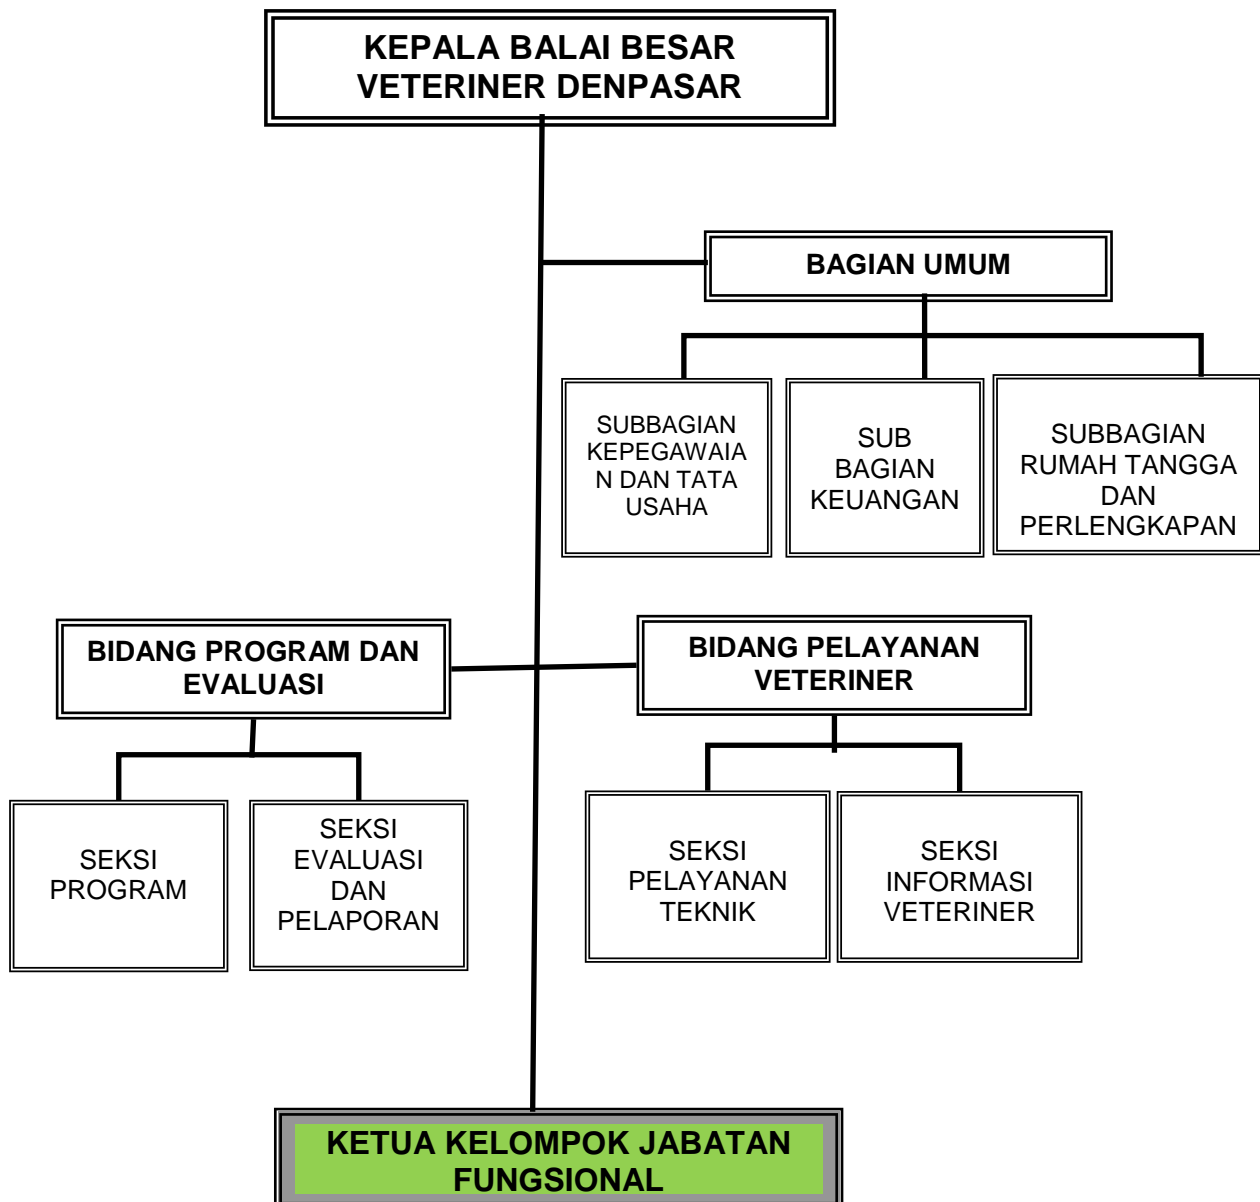 KEPALA BALAI BESAR
VETERINER DENPASAR
BAGIAN UMUM
SUBBAGIAN
KEPEGAWAIA
N DAN TATA
USAHA
SUB
BAGIAN
KEUANGAN
SUBBAGIAN
RUMAH TANGGA
DAN
PERLENGKAPAN
BIDANG PROGRAM DAN
EVALUASI
BIDANG PELAYANAN
VETERINER
SEKSI
PROGRAM
SEKSI
EVALUASI
DAN
PELAPORAN
SEKSI
PELAYANAN
TEKNIK
SEKSI
INFORMASI
VETERINER
KETUA KELOMPOK JABATAN
FUNGSIONAL